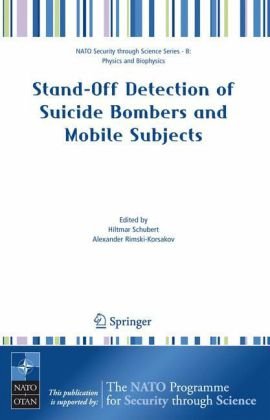 NATO Security through Science Series - B:
Physics and Biophysics
Stand-Off Detection of
Suicide Bombers and
Mobile Subjects
Edited by
Hiltmar Schubert
Alexander Rimski-Korsakov
Springer
NATO
OTAN
This publication
is supported by:
The NATO Programme
for Security through Science